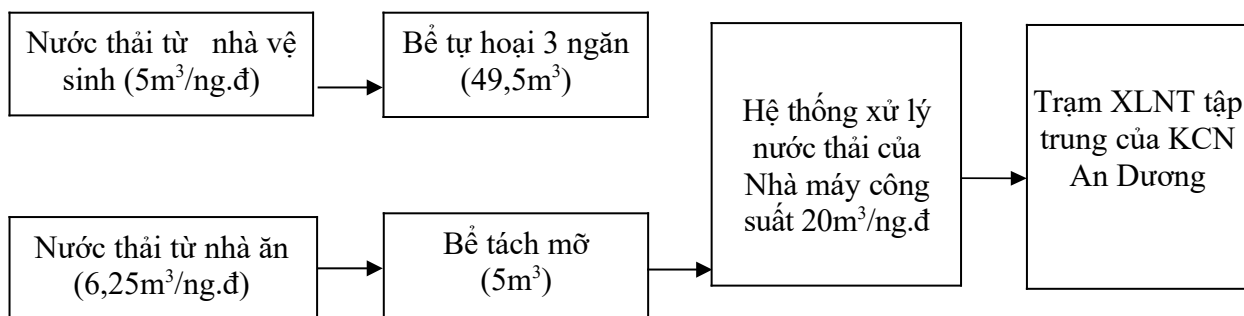 Nước thải từ nhà vệ
sinh (5m³/ng.đ)
Bể tự hoại 3 ngăn
(49,5m³)
Nước thải từ nhà ăn
(6,25m³/ng.đ)
Bể tách mỡ
(5m³)
Hệ thống xử lý
nước thải của
Nhà máy công
suất 20m³/ng.đ
Trạm XLNT tập
trung của KCN
An Dương